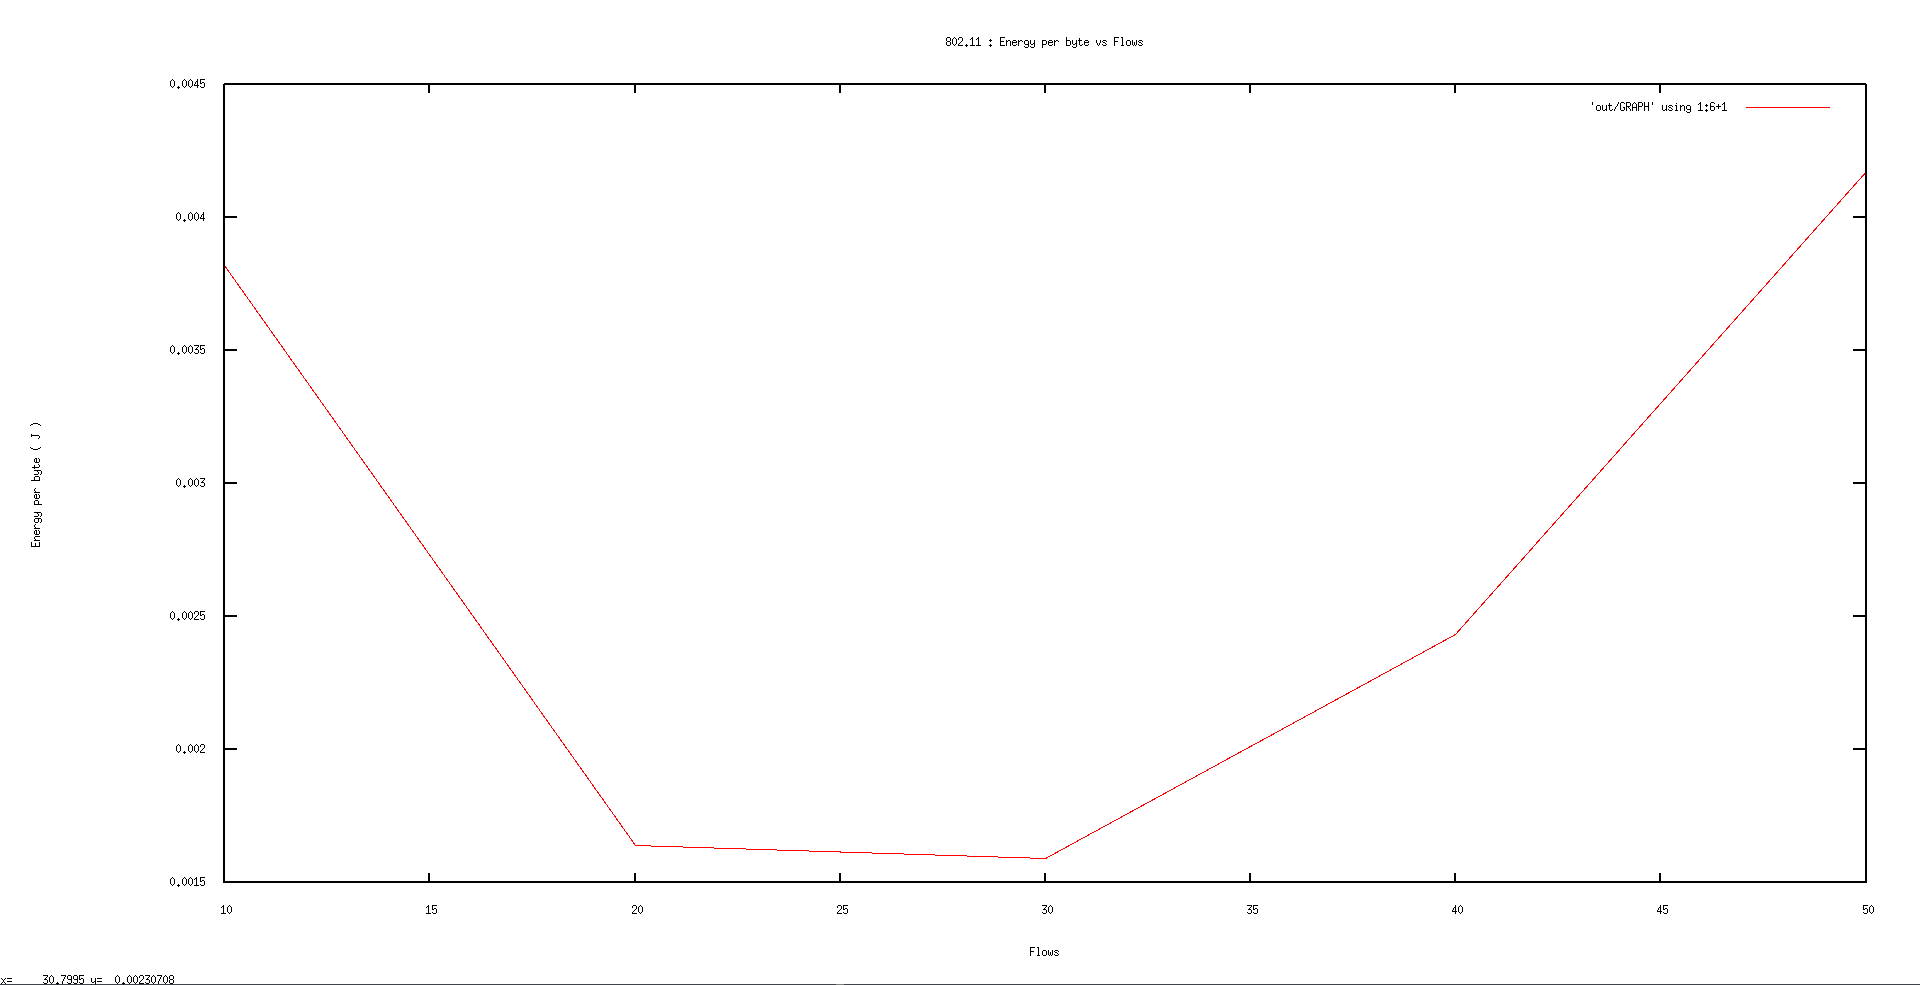 802.11 : Energy per byte vs Flows
'out/GRAPH' using 1:6+1
0.0045
0.004
0.0035
0.003
0.0025
0.002
0.0015
Energy per byte ( J )
10 15 20 25 30 35 40 45 50
Flows
x= 30.7995 y= 0.00230708